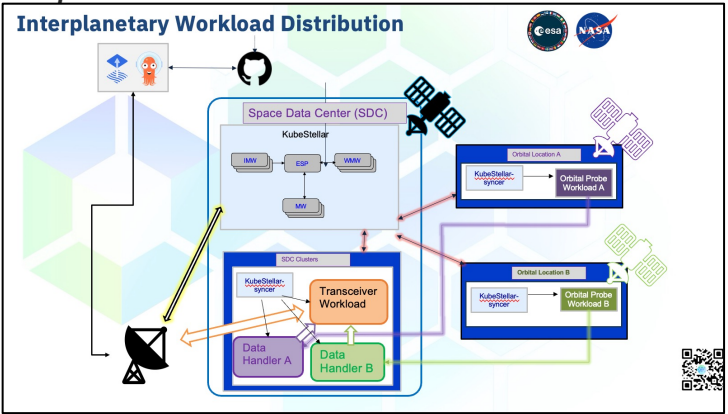 Interplanetary Workload Distribution
esa
NASA
Space Data Center (SDC)
KubeStellar
IMW
ESP
WMW
MW
Orbital Location A
KubeStellar-
syncer
Orbital Probe
Workload A
SDC Clusters
KubeStellar-
syncer
Transceiver
Workload
Data
Handler A
Data
Handler B
Orbital Location B
KubeStellar-
syncer
Orbital Probe
Workload B